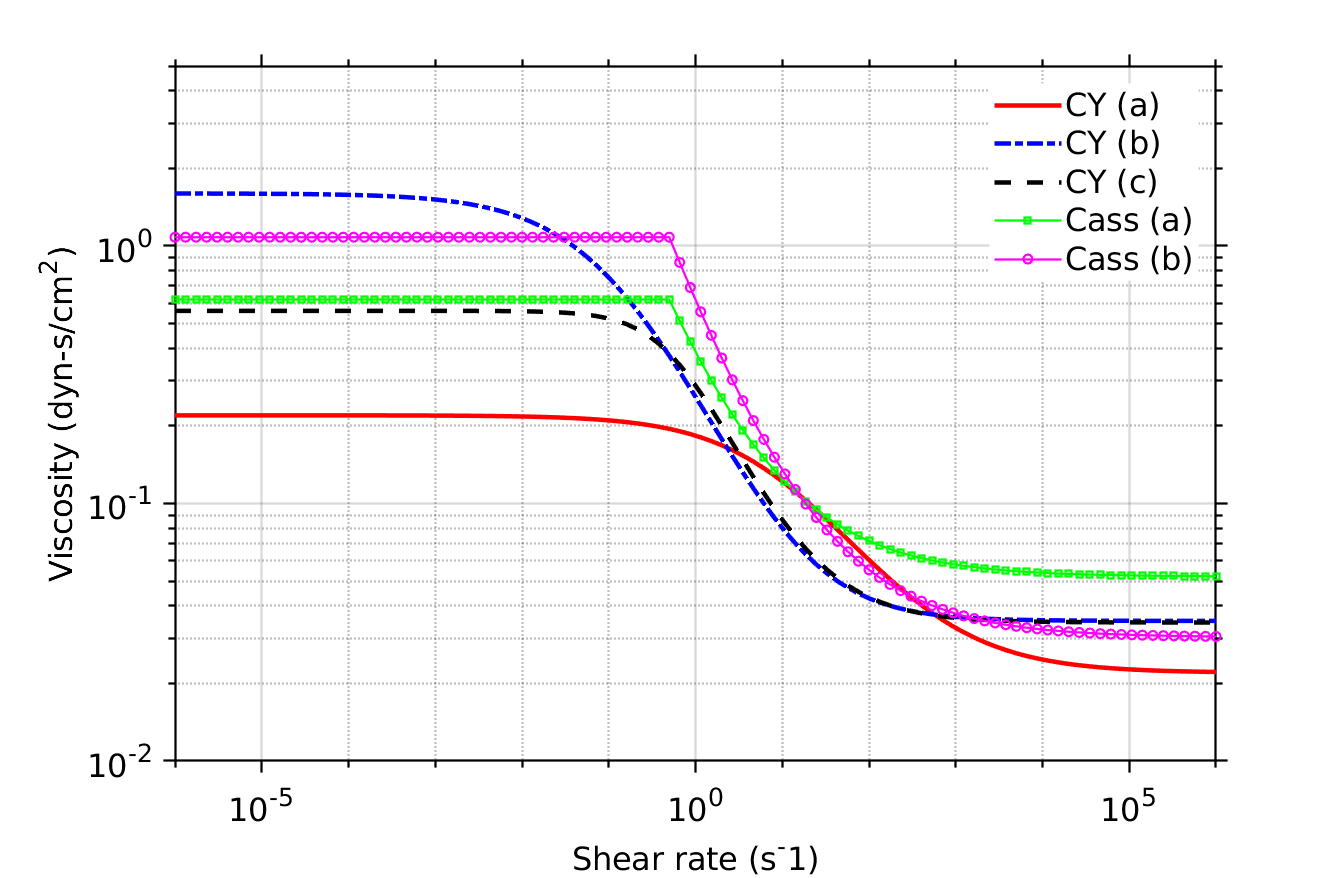 CY (a)
CY (b)
CY (c)
Cass (a)
Cass (b)
10^0
10^-1
10^-2
Viscosity (dyn-s/cm^2)
10^-5
10^0
10^5
Shear rate (s^-1)